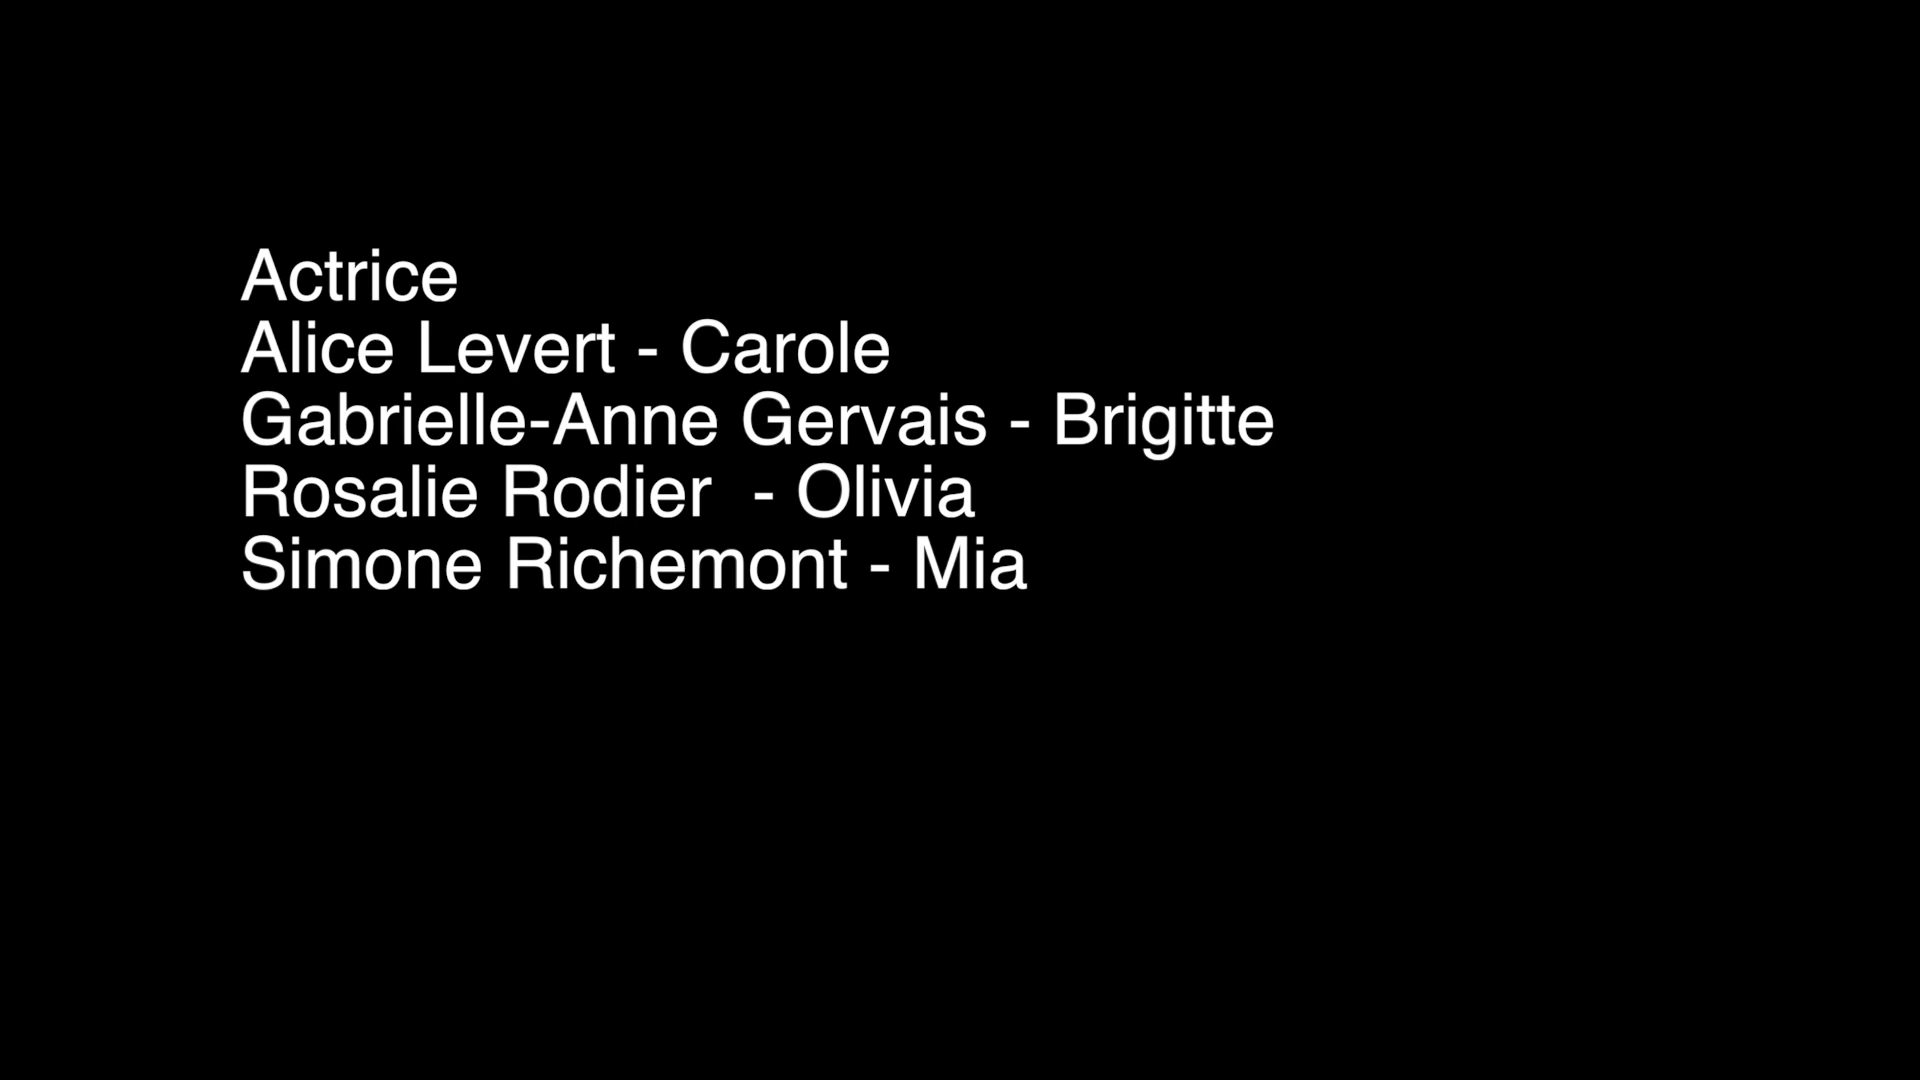 Actrice
Alice Levert - Carole
Gabrielle-Anne Gervais - Brigitte
Rosalie Rodier  - Olivia
Simone Richemont - Mia